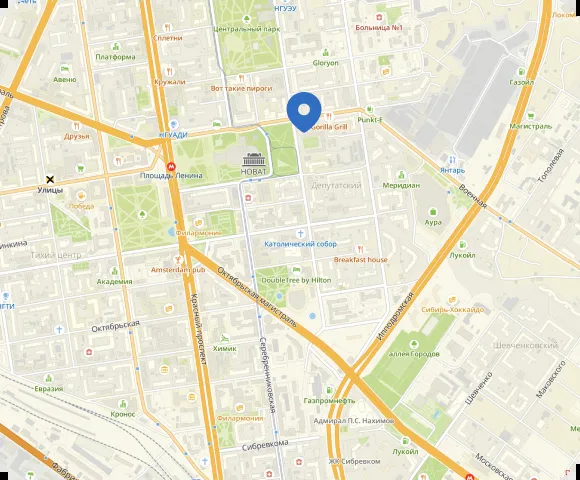 НГУЭУ
Центральный парк
Больница №1
Сплетни
Платформа
Gloryon
Авеню
Кружали
Вот такие пироги
Газойл
Punkt-E
Gorilla Grill
Магистраль
НГУАДИ
Друзья
Янтарь
Тополевая
Площадь Ленина
НОВАТ
Улицы
Депутатский
Меридиан
Военная
Победа
Аура
Филармония
Католический собор
Тахий центр
Breakfast house
Лукойл
Amsterdam pub
Академия
Октябрьская магистраль
DoubleTree by Hilton
Красный проспект
Ипподромская
Сибирь-Хоккайдо
Октябрьская
Химик
Серебренниковская
аллея Городов
Шевченковский
Евразия
Шевченко
Маковского
Кронос
Газпромнефть
Филармония
Адмирал П.С. Нахимов
Сибревкома
Лукойл
ЖК Сибревком
Московская